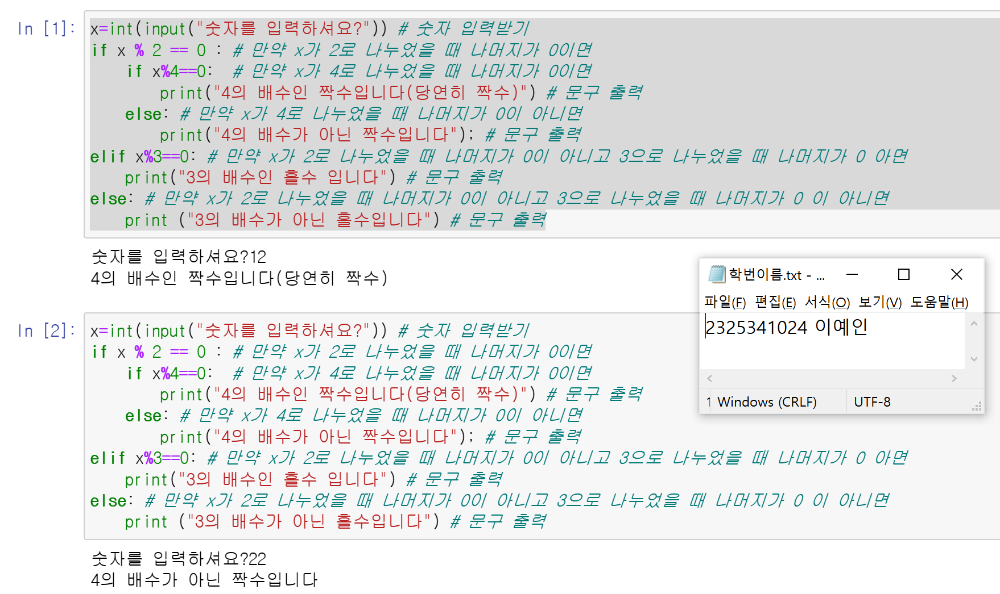 In [1]: x=int(input("숫자를 입력하셔요?")) # 숫자 입력받기
if x % 2 == 0 : # 만약 x가 2로 나누었을 때 나머지가 0이면
if x%4==0: # 만약 x가 4로 나누었을 때 나머지가 0이면
print("4의 배수인 짝수입니다(당연히 짝수)") # 문구 출력
else: # 만약 x가 4로 나누었을 때 나머지가 0이 아니면
print("4의 배수가 아닌 짝수입니다"); # 문구 출력
elif x%3==0: # 만약 x가 2로 나누었을 때 나머지가 0이 아니고 3으로 나누었을 때 나머지가 0 아면
print("3의 배수인 홀수 입니다") # 문구 출력
else: # 만약 x가 2로 나누었을 때 나머지가 0이 아니고 3으로 나누었을 때 나머지가 0 이 아니면
print ("3의 배수가 아닌 홀수입니다") # 문구 출력
숫자를 입력하셔요?12
4의 배수인 짝수입니다(당연히 짝수)
학번이름.txt - ...
파일(F) 편집(E) 서식(O) 보기(V) 도움말(H)
2325341024 이예인
1 Windows (CRLF) UTF-8
In [2]: x=int(input("숫자를 입력하셔요?")) # 숫자 입력받기
if x % 2 == 0 : # 만약 x가 2로 나누었을 때 나머지가 0이면
if x%4==0: # 만약 x가 4로 나누었을 때 나머지가 0이면
print("4의 배수인 짝수입니다(당연히 짝수)") # 문구 출력
else: # 만약 x가 4로 나누었을 때 나머지가 0이 아니면
print("4의 배수가 아닌 짝수입니다"); # 문구 출력
elif x%3==0: # 만약 x가 2로 나누었을 때 나머지가 0이 아니고 3으로 나누었을 때 나머지가 0 아면
print("3의 배수인 홀수 입니다") # 문구 출력
else: # 만약 x가 2로 나누었을 때 나머지가 0이 아니고 3으로 나누었을 때 나머지가 0 이 아니면
print ("3의 배수가 아닌 홀수입니다") # 문구 출력
숫자를 입력하셔요?22
4의 배수가 아닌 짝수입니다